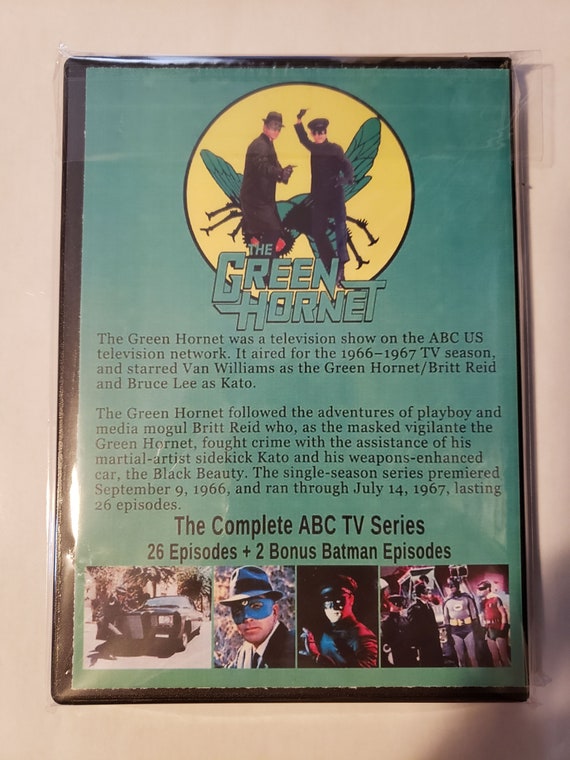 THE
GREEN
HORNET
The Green Hornet was a television show on the ABC US
television network. It aired for the 1966–1967 TV season,
and starred Van Williams as the Green Hornet/Britt Reid
and Bruce Lee as Kato.
The Green Hornet followed the adventures of playboy and
media mogul Britt Reid who, as the masked vigilante the
Green Hornet, fought crime with the assistance of his
martial-artist sidekick Kato and his weapons-enhanced
car, the Black Beauty. The single-season series premiered
September 9, 1966, and ran through July 14, 1967, lasting
26 episodes.
The Complete ABC TV Series
26 Episodes + 2 Bonus Batman Episodes